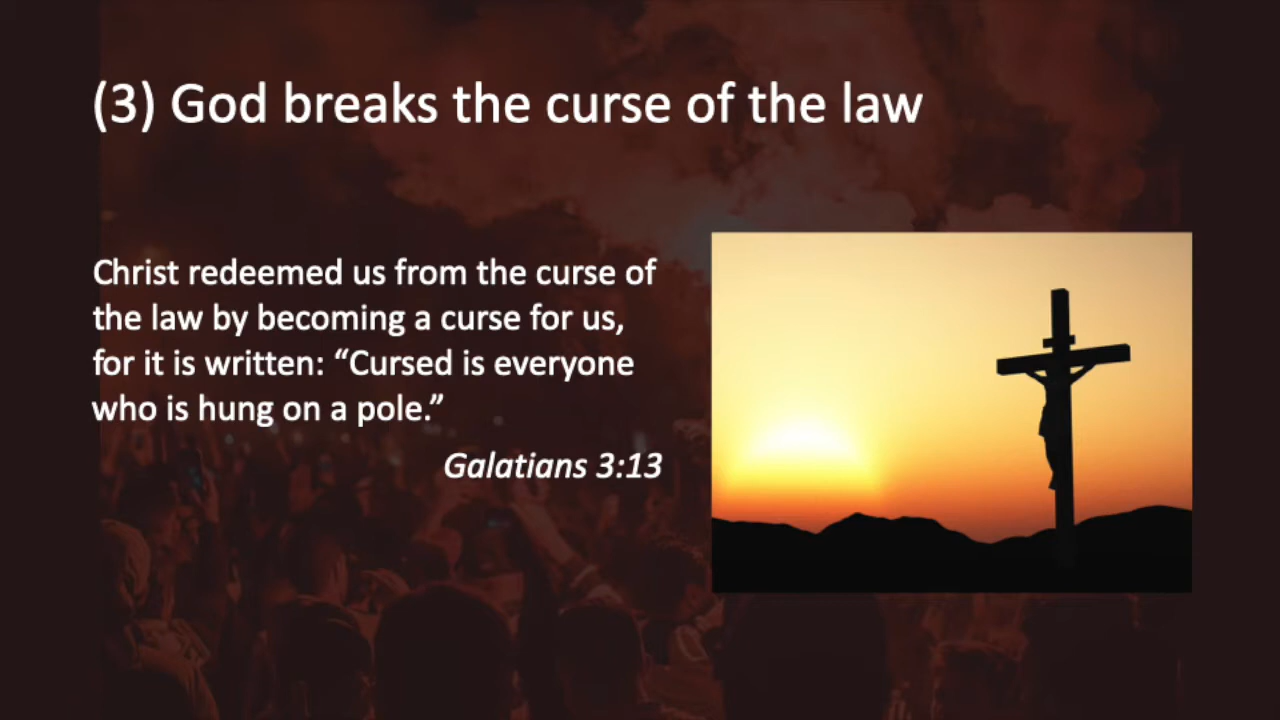 (3) God breaks the curse of the law
Christ redeemed us from the curse of
the law by becoming a curse for us,
for it is written: “Cursed is everyone
who is hung on a pole.”
Galatians 3:13